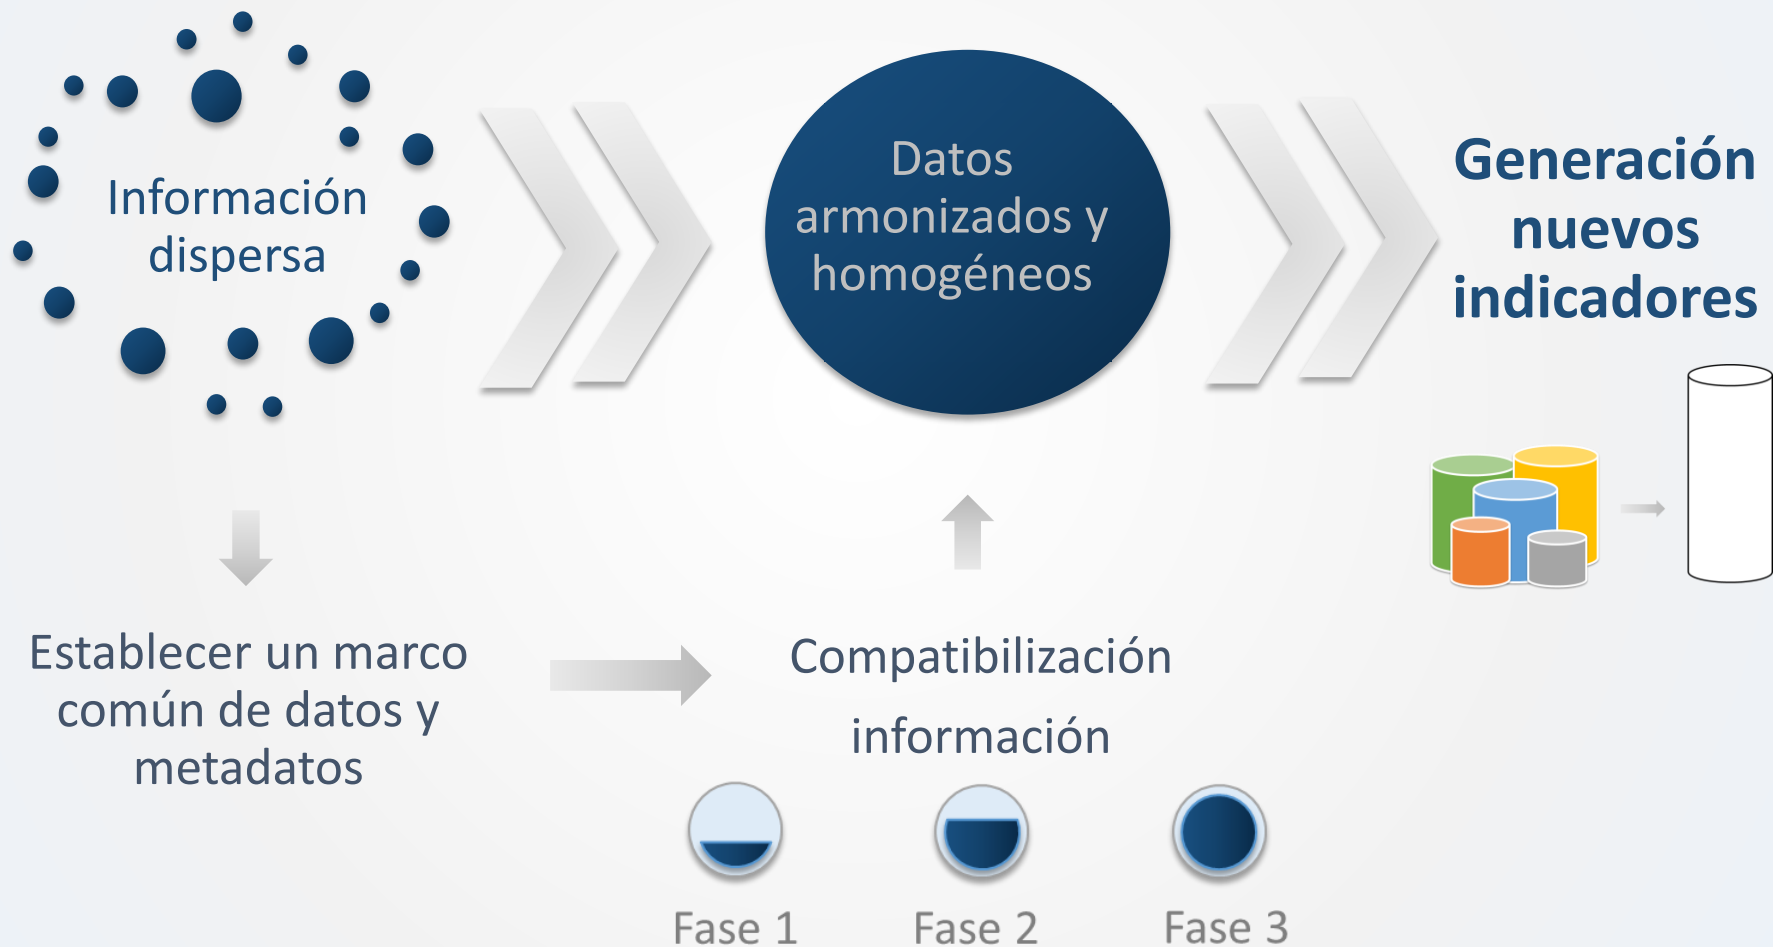 Información
dispersa
Datos
armonizados y
homogéneos
Generación
nuevos
indicadores
Establecer un marco
común de datos y
metadatos
Compatibilización
información
Fase 1
Fase 2
Fase 3